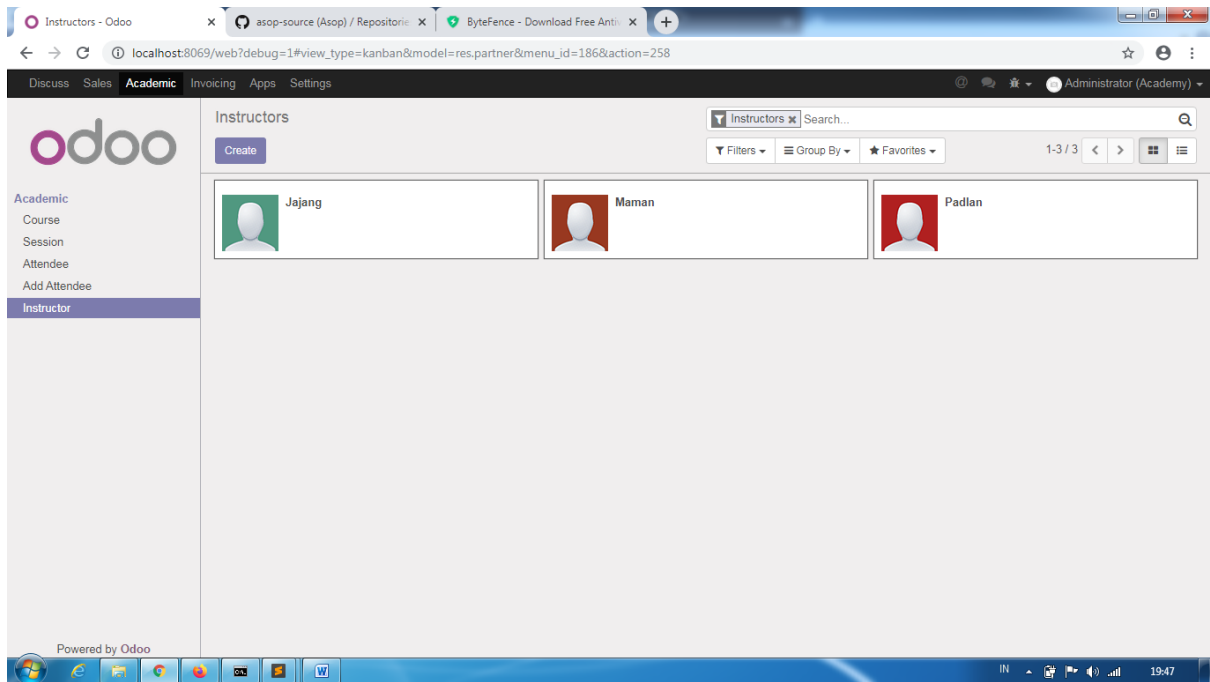 Instructors - Odoo
asop-source (Asop) / Repositorie
ByteFence - Download Free Antiv
localhost:8069/web?debug=1#view_type=kanban&model=res.partner&menu_id=186&action=258
Discuss Sales Academic Invoicing Apps Settings @ Administrator (Academy)
odoo
Instructors
Instructors Search...
Create
Filters Group By Favorites 1-3 / 3
Academic
Course
Session
Attendee
Add Attendee
Instructor
Jajang
Maman
Padlan
Powered by Odoo
IN 19:47